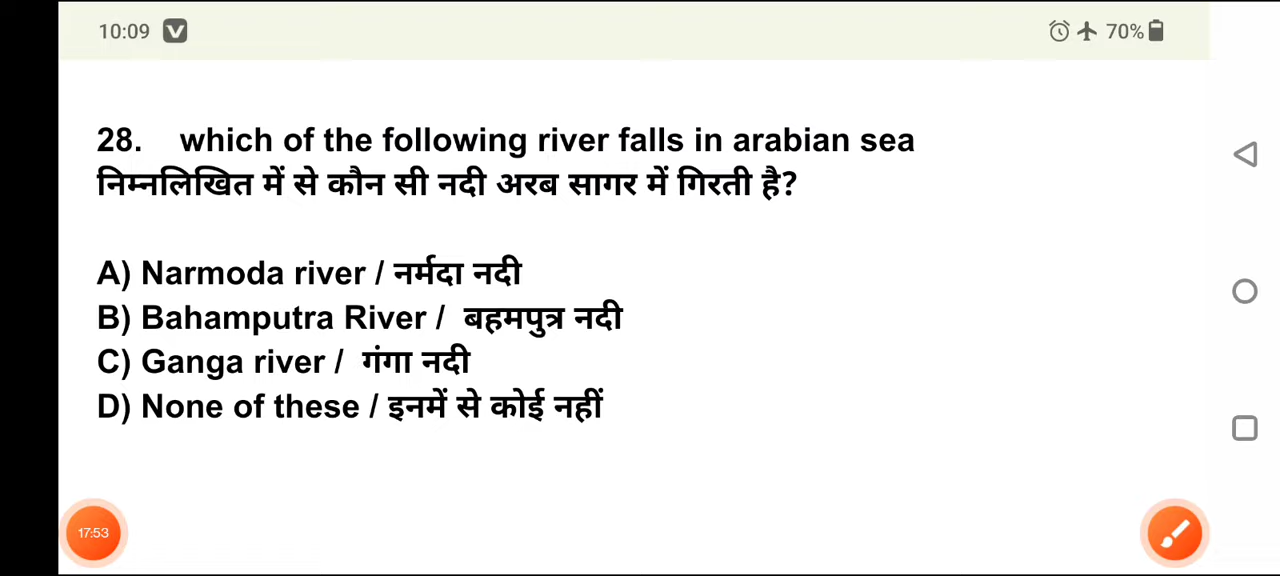 10:09 V 70%
28. which of the following river falls in arabian sea
निम्नलिखित में से कौन सी नदी अरब सागर में गिरती है?
A) Narmoda river / नर्मदा नदी
B) Bahamputra River / बहमपुत्र नदी
C) Ganga river / गंगा नदी
D) None of these / इनमें से कोई नहीं
17:53